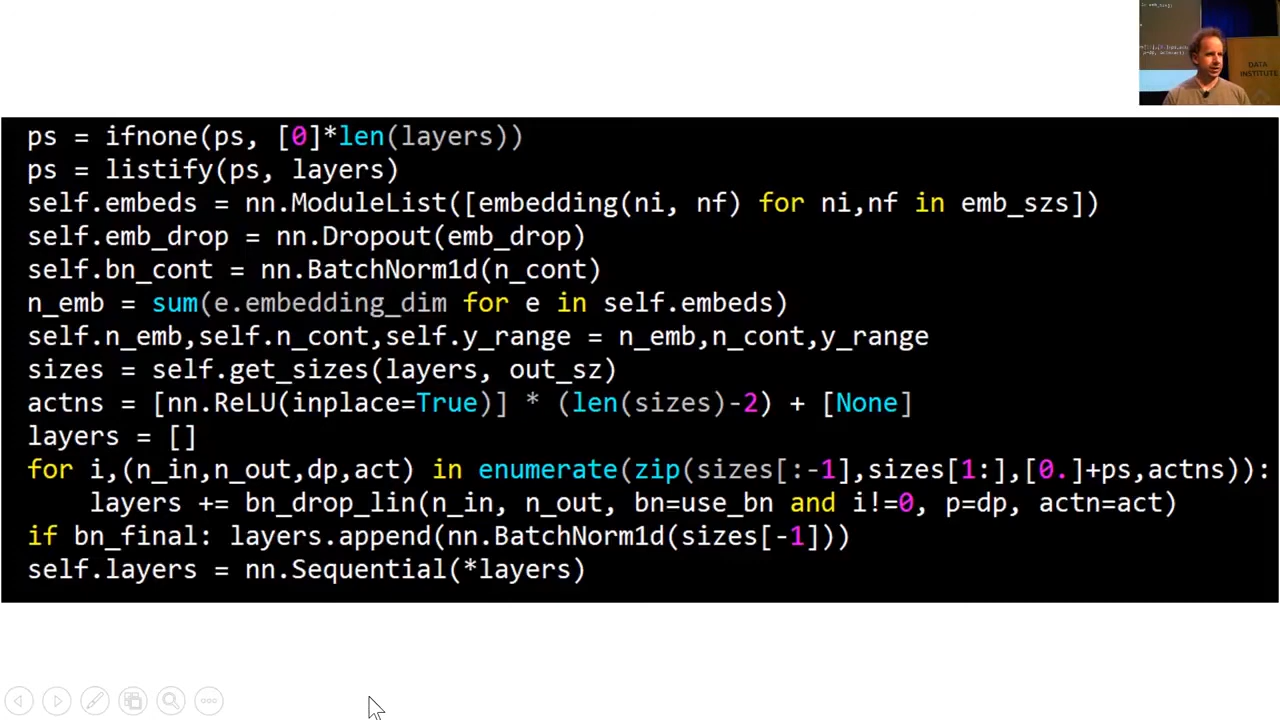 DATA
INSTITUTE
ps = ifnone(ps, [0]*len(layers))
ps = listify(ps, layers)
self.embeds = nn.ModuleList([embedding(ni, nf) for ni,nf in emb_szs])
self.emb_drop = nn.Dropout(emb_drop)
self.bn_cont = nn.BatchNorm1d(n_cont)
n_emb = sum(e.embedding_dim for e in self.embeds)
self.n_emb,self.n_cont,self.y_range = n_emb,n_cont,y_range
sizes = self.get_sizes(layers, out_sz)
actns = [nn.ReLU(inplace=True)] * (len(sizes)-2) + [None]
layers = []
for i,(n_in,n_out,dp,act) in enumerate(zip(sizes[:-1],sizes[1:],[0.]+ps,actns)):
    layers += bn_drop_lin(n_in, n_out, bn=use_bn and i!=0, p=dp, actn=act)
if bn_final: layers.append(nn.BatchNorm1d(sizes[-1]))
self.layers = nn.Sequential(*layers)